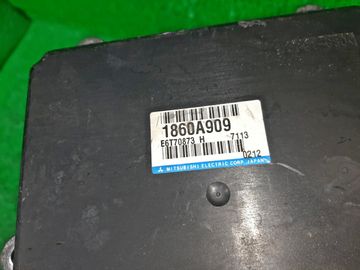 1860A909
E6T70873 H 7113
0212
MITSUBISHI ELECTRIC CORP. JAPAN